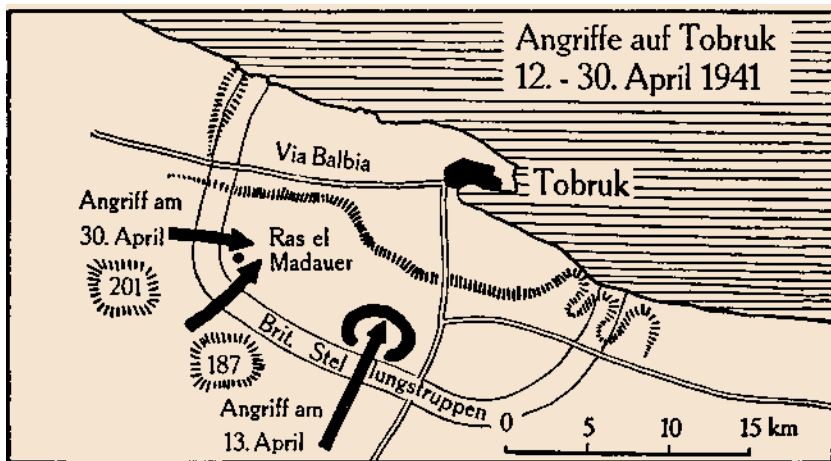 Angriffe auf Tobruk
12. - 30. April 1941
Via Balbia
Tobruk
Angriff am
30. April
Ras el
Madauer
201
187
Brit. Stellungstruppen
Angriff am
13. April
0 5 10 15 km